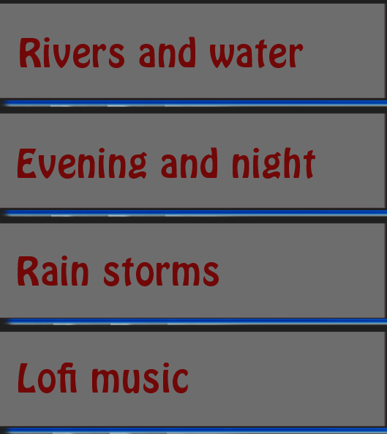 Rivers and water
Evening and night
Rain storms
Lofi music